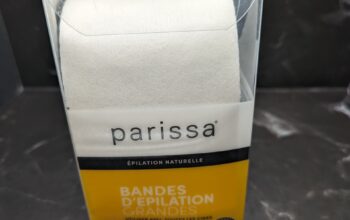 parissa®
ÉPILATION NATURELLE
BANDES
D'ÉPILATION
GRANDES